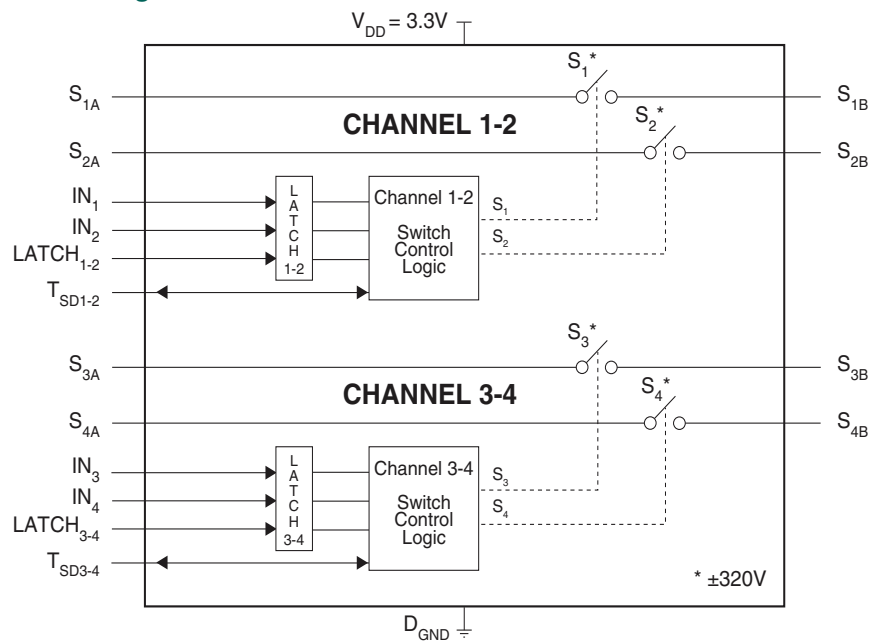 V_DD = 3.3V
S_1A
S_1*
S_1B
CHANNEL 1-2
S_2*
S_2A
S_2B
IN_1
IN_2
LATCH_1-2
T_SD1-2
LATCH
1-2
Channel 1-2
Switch
Control
Logic
S_1
S_2
S_3A
S_3*
S_3B
CHANNEL 3-4
S_4*
S_4A
S_4B
IN_3
IN_4
LATCH_3-4
T_SD3-4
LATCH
3-4
Channel 3-4
Switch
Control
Logic
S_3
S_4
* ±320V
D_GND